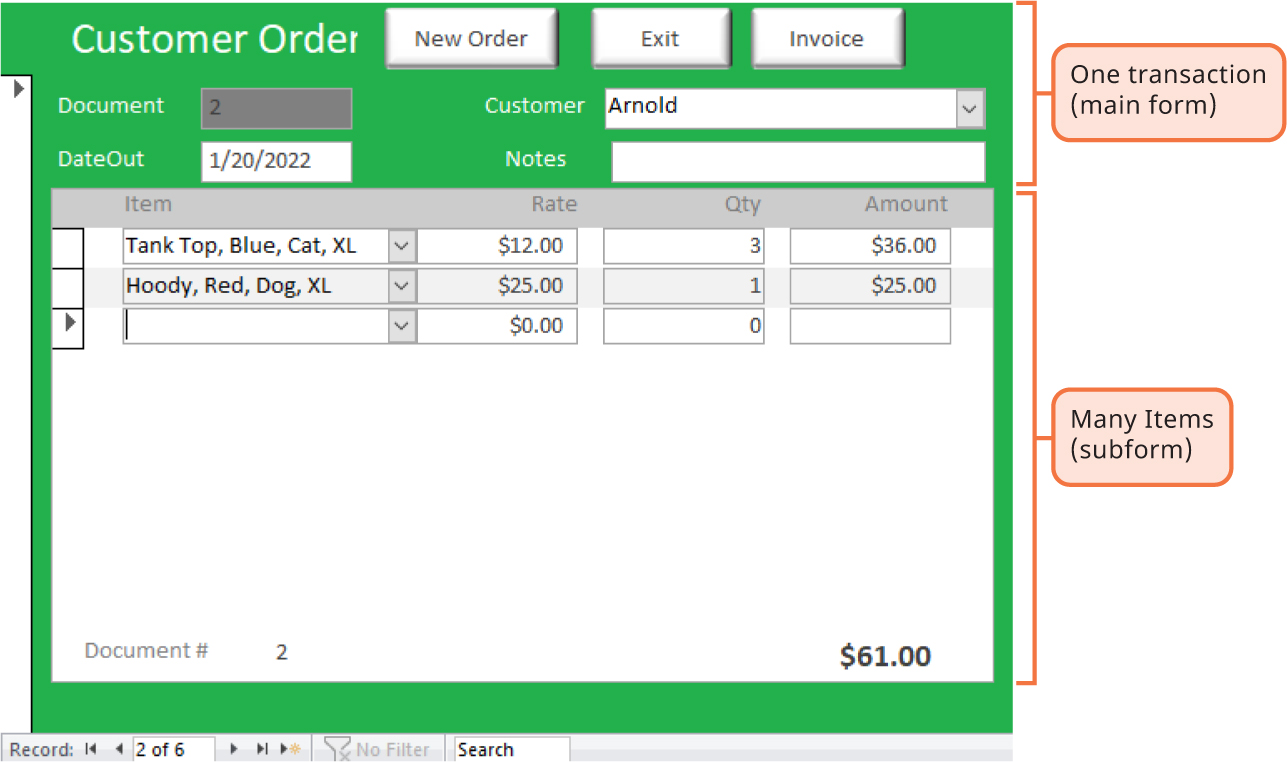 Customer Order
New Order
Exit
Invoice
One transaction
(main form)
Document 2
Customer Arnold
DateOut 1/20/2022
Notes
Item Rate Qty Amount
Tank Top, Blue, Cat, XL $12.00 3 $36.00
Hoody, Red, Dog, XL $25.00 1 $25.00
$0.00 0
Many Items
(subform)
Document # 2 $61.00
Record: 2 of 6 No Filter Search